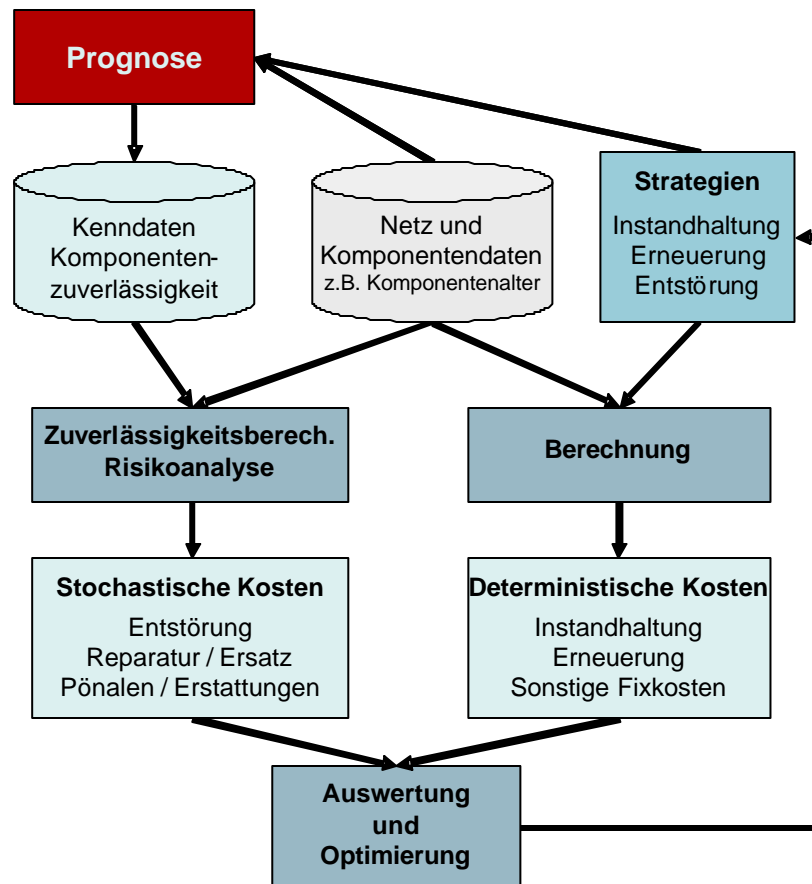 Prognose
Kenndaten
Komponenten-
zuverlässigkeit
Netz und
Komponentendaten
z.B. Komponentenalter
Strategien
Instandhaltung
Erneuerung
Entstörung
Zuverlässigkeitsberech.
Risikoanalyse
Berechnung
Stochastische Kosten
Entstörung
Reparatur / Ersatz
Pönalen / Erstattungen
Deterministische Kosten
Instandhaltung
Erneuerung
Sonstige Fixkosten
Auswertung
und
Optimierung